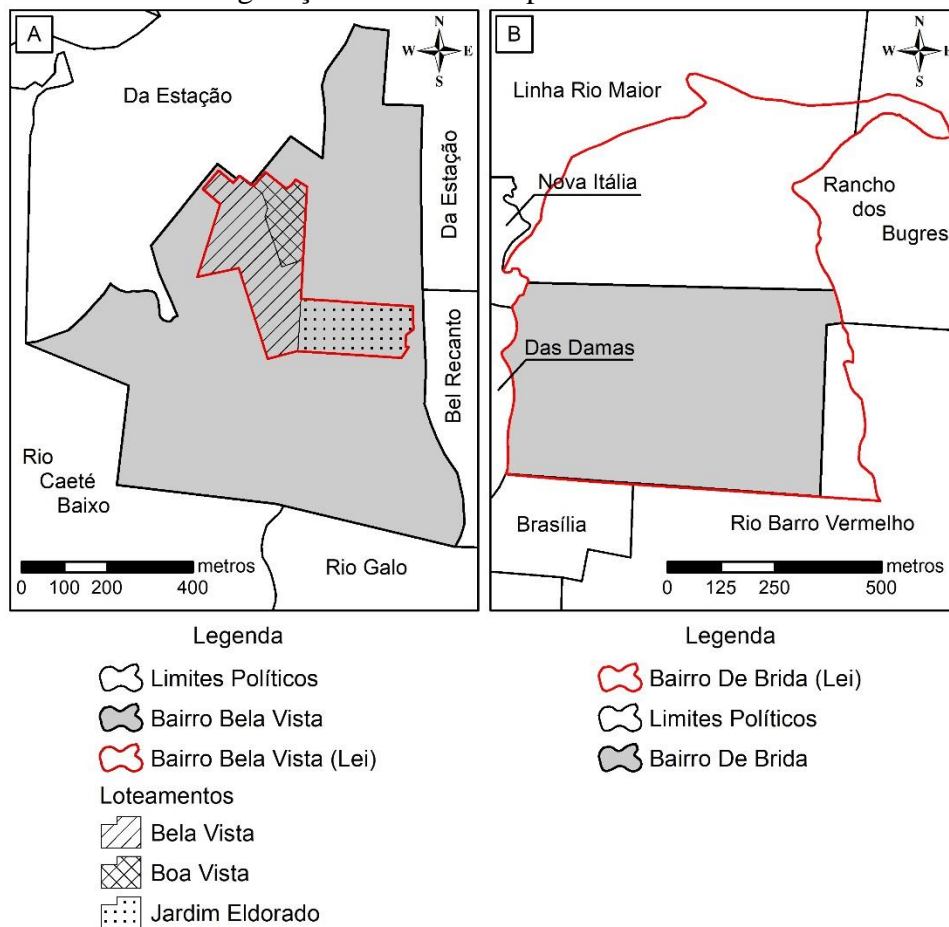 A
N
W E
S
Da Estação
Da Estação
Bel Recanto
Rio
Caeté
Baixo
Rio Galo
metros
0 100 200 400
B
N
W E
S
Linha Rio Maior
Nova Itália
Rancho
dos
Bugres
Das Damas
Brasília
Rio Barro Vermelho
metros
0 125 250 500
Legenda
Limites Políticos
Bairro Bela Vista
Bairro Bela Vista (Lei)
Loteamentos
Bela Vista
Boa Vista
Jardim Eldorado
Legenda
Bairro De Brida (Lei)
Limites Políticos
Bairro De Brida